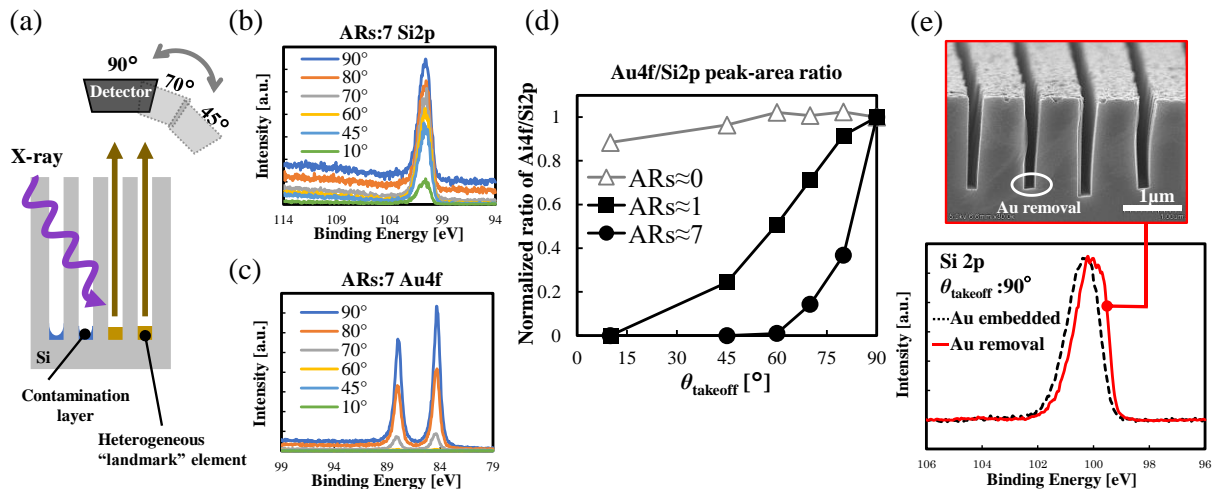 (a)
90°
70°
45°
Detector
X-ray
Si
Contamination
layer
Heterogeneous
“landmark” element
(b)
ARs:7 Si2p
Intensity [a.u.]
90°
80°
70°
60°
45°
10°
114 109 104 99 94
Binding Energy [eV]
(c)
ARs:7 Au4f
Intensity [a.u.]
90°
80°
70°
60°
45°
10°
99 94 89 84 79
Binding Energy [eV]
(d)
Au4f/Si2p peak-area ratio
Normalized ratio of Ai4f/Si2p
1
0.8
0.6
0.4
0.2
0
ARs≈0
ARs≈1
ARs≈7
0 15 30 45 60 75 90
θtakeoff [°]
(e)
Au removal
1μm
Si 2p
θtakeoff :90°
Au embedded
Au removal
Intensity [a.u.]
106 104 102 100 98 96
Binding Energy [eV]